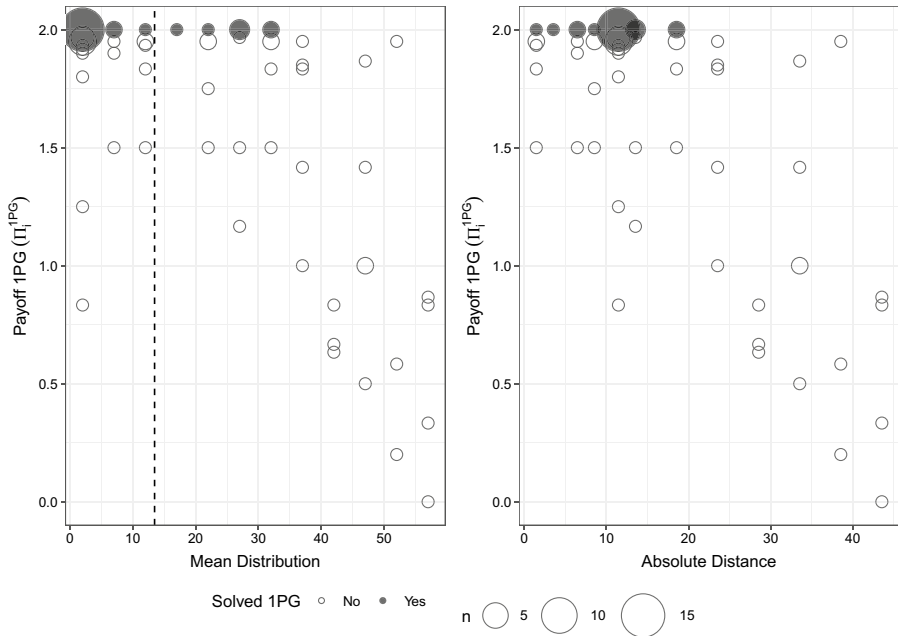 2.0
1.5
1.0
0.5
0.0
Payoff 1PG (Π_i^1PG)
0 10 20 30 40 50
Mean Distribution
2.0
1.5
1.0
0.5
0.0
Payoff 1PG (Π_i^1PG)
0 10 20 30 40
Absolute Distance
Solved 1PG No Yes
n 5 10 15